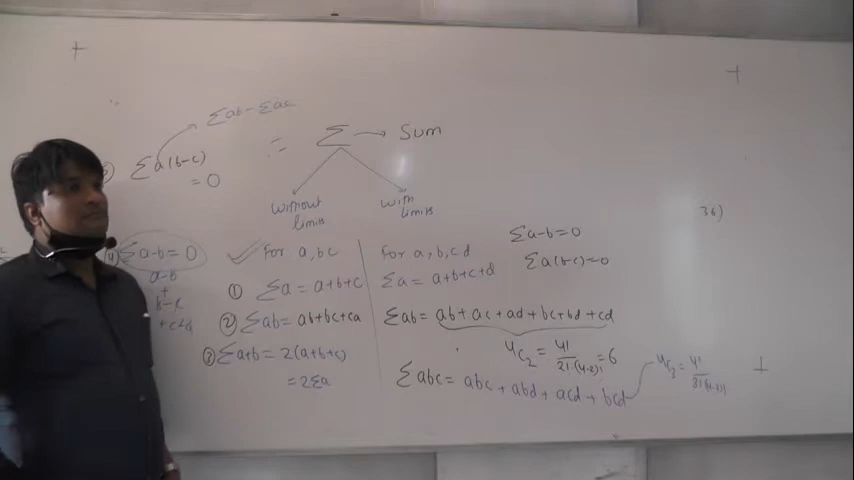 Σab-Σac
Σ → Sum
5) Σa(b-c)
= 0
Without
limits
With
limits
36)
4) Σa-b=0
a-b
+
b-c
+c-a
For a,b,c
① Σa = a+b+c
② Σab= ab+bc+ca
③ Σa+b = 2(a+b+c)
= 2Σa
For a,b,c,d
Σa = a+b+c+d
Σa-b=0
Σa(b-c)=0
Σab= ab+ac+ad+bc+bd+cd
4C₂ = 4!/2!(4-2)! = 6
Σabc= abc+abd+acd+bcd
4C₃ = 4!/3!(4-3)!